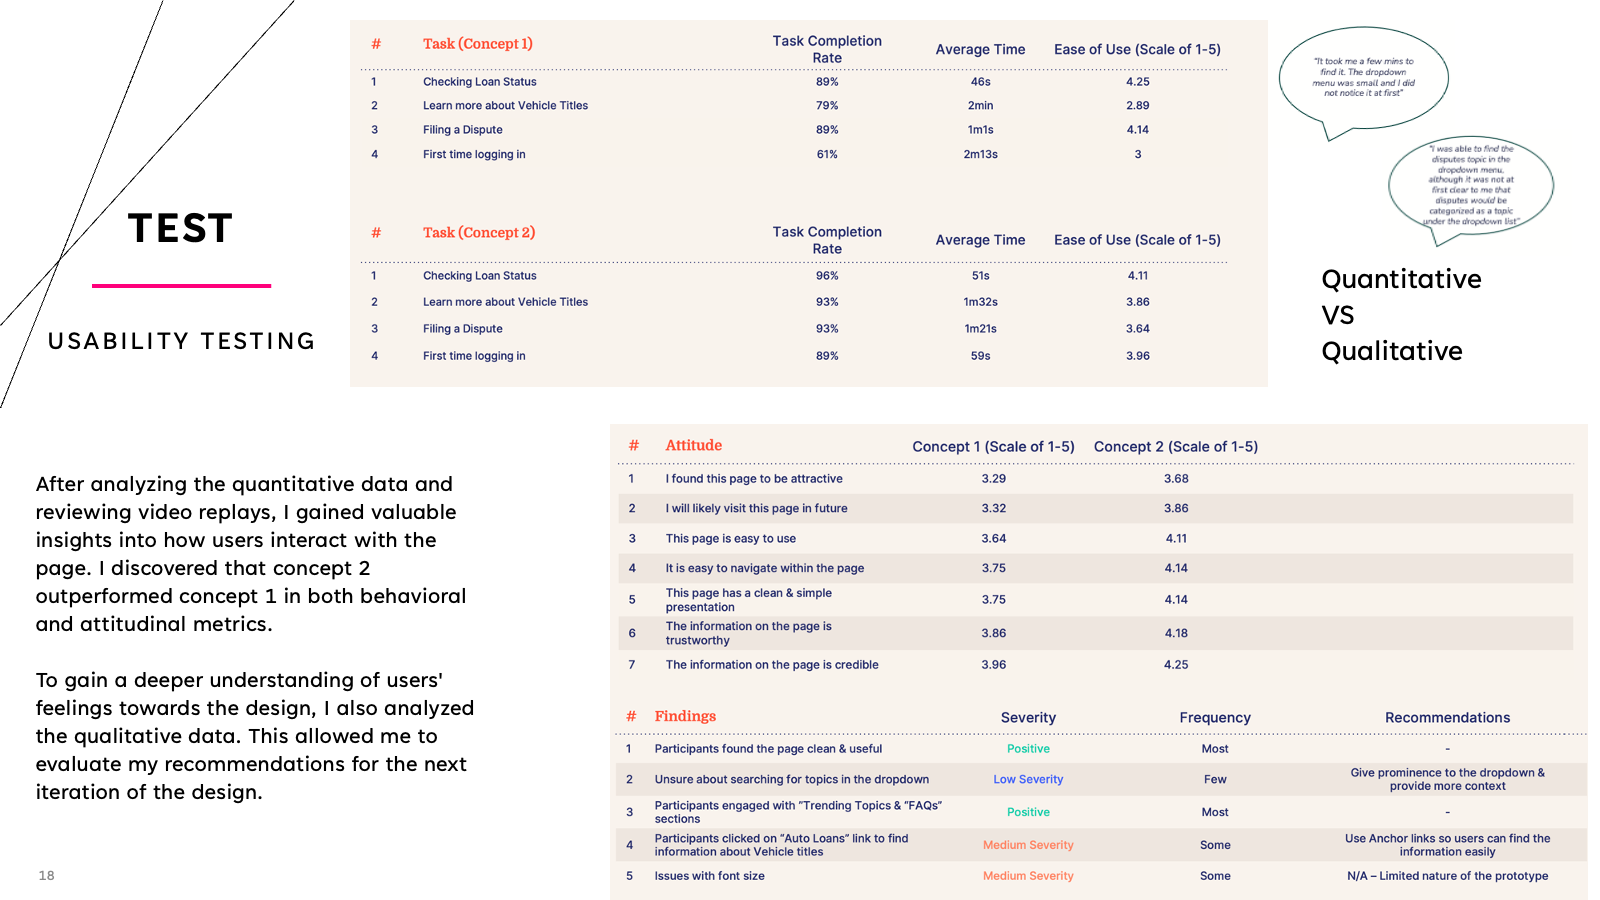 TEST
USABILITY TESTING
# Task (Concept 1) Task Completion Rate Average Time Ease of Use (Scale of 1-5)
1 Checking Loan Status 89% 46s 4.25
2 Learn more about Vehicle Titles 79% 2min 2.89
3 Filing a Dispute 89% 1m1s 4.14
4 First time logging in 61% 2m13s 3
# Task (Concept 2) Task Completion Rate Average Time Ease of Use (Scale of 1-5)
1 Checking Loan Status 96% 51s 4.11
2 Learn more about Vehicle Titles 93% 1m32s 3.86
3 Filing a Dispute 93% 1m21s 3.64
4 First time logging in 89% 59s 3.96
"It took me a few mins to
find it. The dropdown
menu was small and I did
not notice it at first"
"I was able to find the
disputes topic in the
dropdown menu,
although it was not at
first clear to me that
disputes would be
categorized as a topic
under the dropdown list"
Quantitative
VS
Qualitative
After analyzing the quantitative data and
reviewing video replays, I gained valuable
insights into how users interact with the
page. I discovered that concept 2
outperformed concept 1 in both behavioral
and attitudinal metrics.
To gain a deeper understanding of users'
feelings towards the design, I also analyzed
the qualitative data. This allowed me to
evaluate my recommendations for the next
iteration of the design.
18
# Attitude Concept 1 (Scale of 1-5) Concept 2 (Scale of 1-5)
1 I found this page to be attractive 3.29 3.68
2 I will likely visit this page in future 3.32 3.86
3 This page is easy to use 3.64 4.11
4 It is easy to navigate within the page 3.75 4.14
5 This page has a clean & simple presentation 3.75 4.14
6 The information on the page is trustworthy 3.86 4.18
7 The information on the page is credible 3.96 4.25
# Findings Severity Frequency Recommendations
1 Participants found the page clean & useful Positive Most -
2 Unsure about searching for topics in the dropdown Low Severity Few Give prominence to the dropdown & provide more context
3 Participants engaged with "Trending Topics & "FAQs" sections Positive Most -
4 Participants clicked on "Auto Loans" link to find information about Vehicle titles Medium Severity Some Use Anchor links so users can find the information easily
5 Issues with font size Medium Severity Some N/A – Limited nature of the prototype